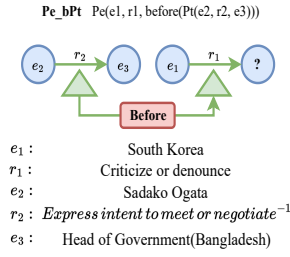 Pe_bPt Pe(e1, r1, before(Pt(e2, r2, e3)))
e₂ r₂ e₃ e₁ r₁ ?
Before
e₁ : South Korea
r₁ : Criticize or denounce
e₂ : Sadako Ogata
r₂ : Express intent to meet or negotiate⁻¹
e₃ : Head of Government(Bangladesh)